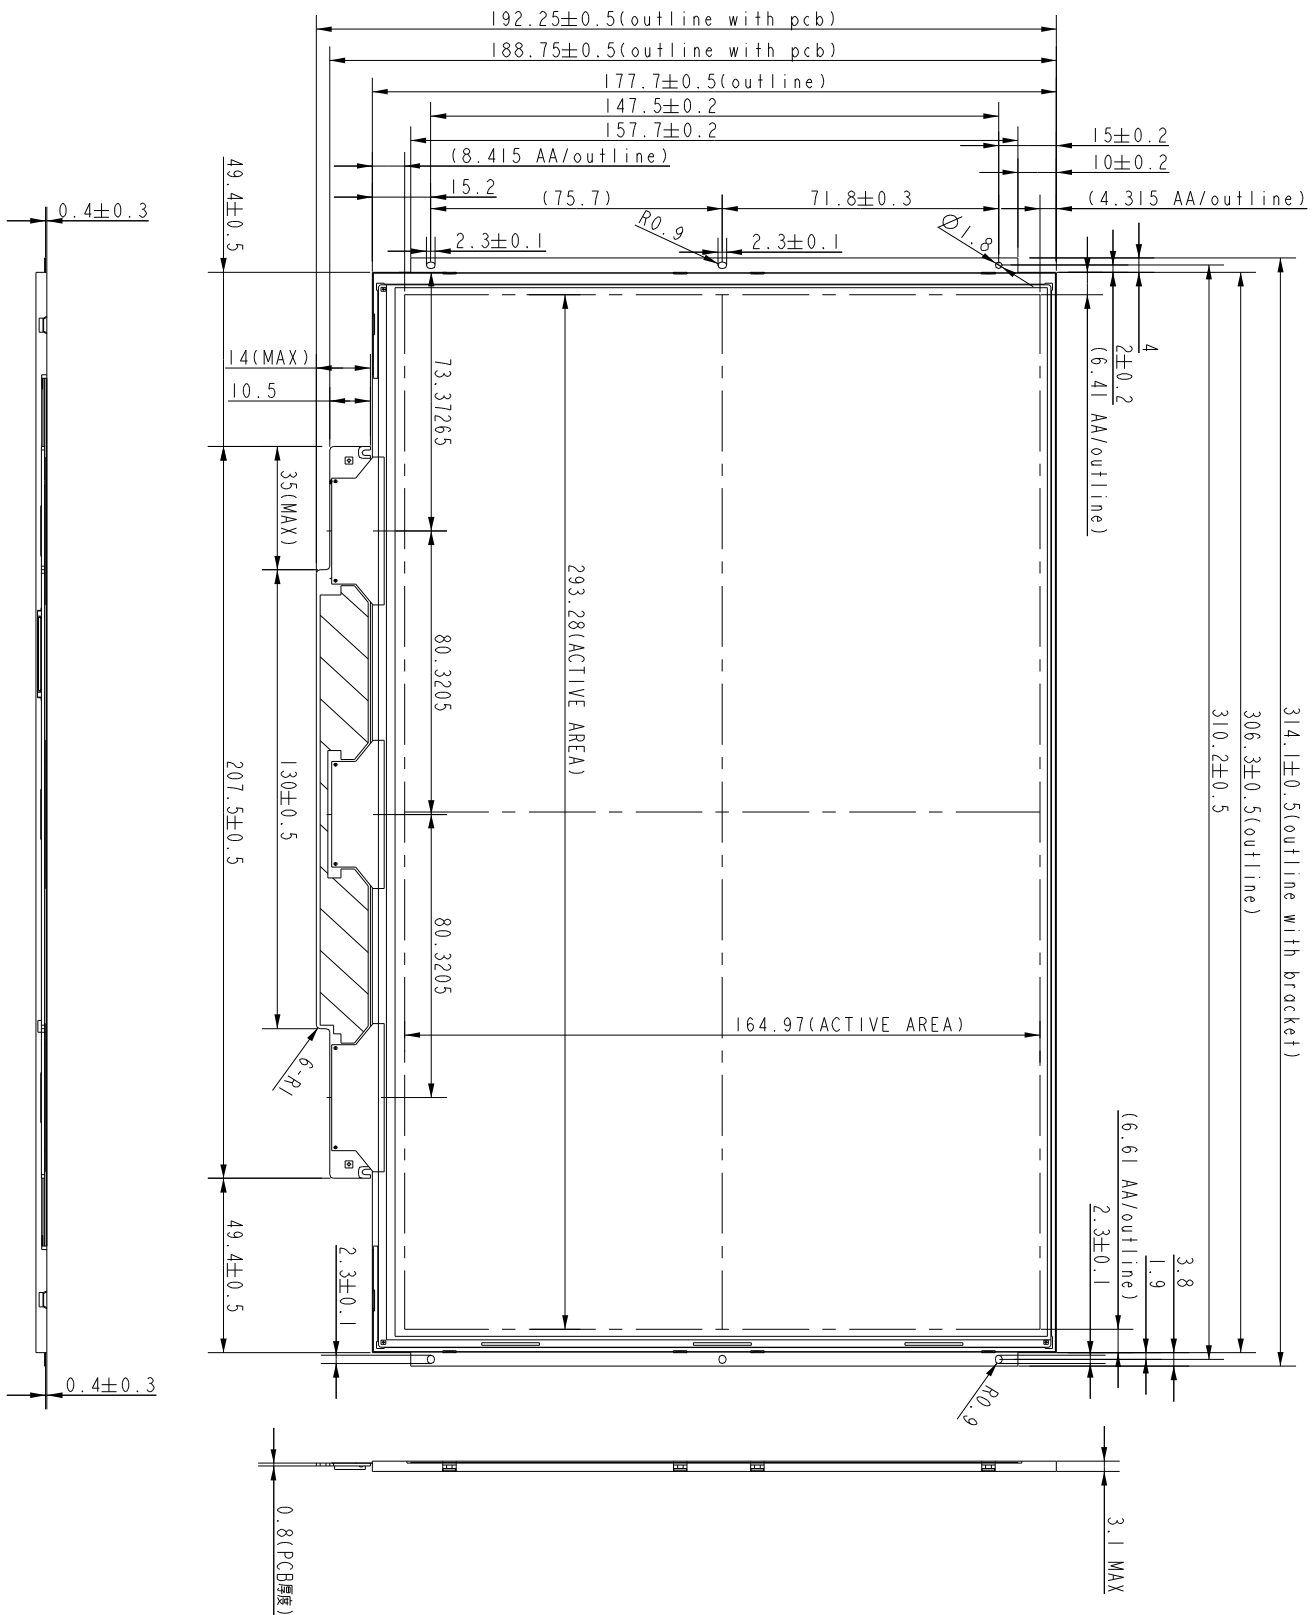 192.25±0.5(outline with pcb)
188.75±0.5(outline with pcb)
177.7±0.5(outline)
147.5±0.2
157.7±0.2
15±0.2
(8.415 AA/outline)
10±0.2
15.2
(75.7)
71.8±0.3
(4.315 AA/outline)
49.4±0.5
0.4±0.3
2.3±0.1
R0.9
2.3±0.1
Ø1.8
4
2±0.2
(6.41 AA/outline)
14(MAX)
10.5
73.37265
35(MAX)
293.28(ACTIVE AREA)
80.3205
314.1±0.5(outline with bracket)
306.3±0.5(outline)
310.2±0.5
130±0.5
207.5±0.5
80.3205
164.97(ACTIVE AREA)
6-R1
(6.61 AA/outline)
2.3±0.1
1.9
3.8
49.4±0.5
2.3±0.1
0.4±0.3
R0.9
0.8(PCB厚度)
3.1 MAX